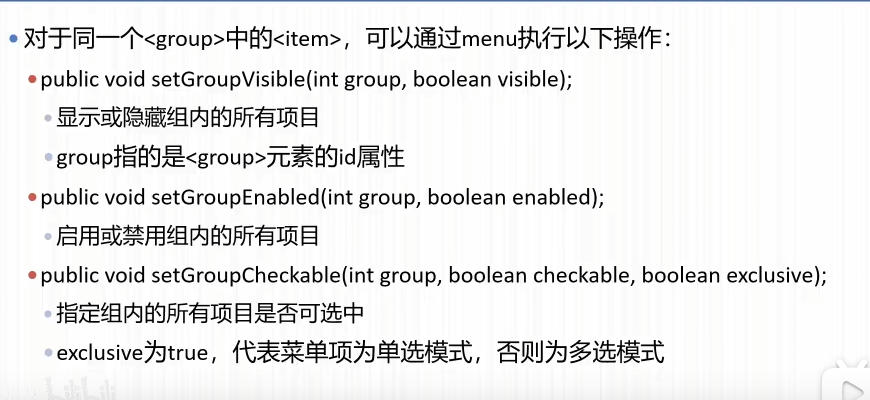 对于同一个<group>中的<item>，可以通过menu执行以下操作：
public void setGroupVisible(int group, boolean visible);
显示或隐藏组内的所有项目
group指的是<group>元素的id属性
public void setGroupEnabled(int group, boolean enabled);
启用或禁用组内的所有项目
public void setGroupCheckable(int group, boolean checkable, boolean exclusive);
指定组内的所有项目是否可选中
exclusive为true，代表菜单项为单选模式，否则为多选模式
bilibili